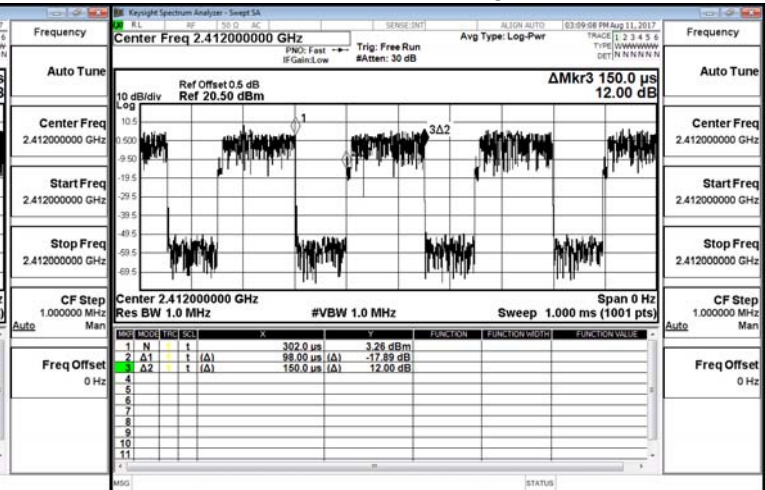 Keysight Spectrum Analyzer - Swept SA
RL RF 50 Ω AC SENSE:INT ALIGN AUTO 03:09:08 PM Aug 11, 2017
Center Freq 2.412000000 GHz
PNO: Fast
IFGain:Low
Trig: Free Run
#Atten: 30 dB
Avg Type: Log-Pwr
TRACE 1 2 3 4 5 6
TYPE WWWWWW
DET N N N N N N
10 dB/div
Log
Ref Offset 0.5 dB
Ref 20.50 dBm
ΔMkr3 150.0 µs
12.00 dB
10.5
0.500
-9.50
-19.5
-29.5
-39.5
-49.5
-59.5
-69.5
1
3Δ2
Center 2.412000000 GHz
Res BW 1.0 MHz
#VBW 1.0 MHz
Span 0 Hz
Sweep 1.000 ms (1001 pts)
MKR MODE TRC SCL X Y FUNCTION FUNCTION WIDTH FUNCTION VALUE
1 N t 302.0 µs 3.26 dBm
2 Δ1 t (Δ) 98.00 µs (Δ) -17.89 dB
3 Δ2 t (Δ) 150.0 µs (Δ) 12.00 dB
4
5
6
7
8
9
10
11
MSG
STATUS
Frequency
Auto Tune
Center Freq
2.412000000 GHz
Start Freq
2.412000000 GHz
Stop Freq
2.412000000 GHz
CF Step
1.000000 MHz
Auto Man
Freq Offset
0 Hz
Frequency
Auto Tune
Center Freq
2.412000000 GHz
Start Freq
2.412000000 GHz
Stop Freq
2.412000000 GHz
CF Step
1.000000 MHz
Auto Man
Freq Offset
0 Hz